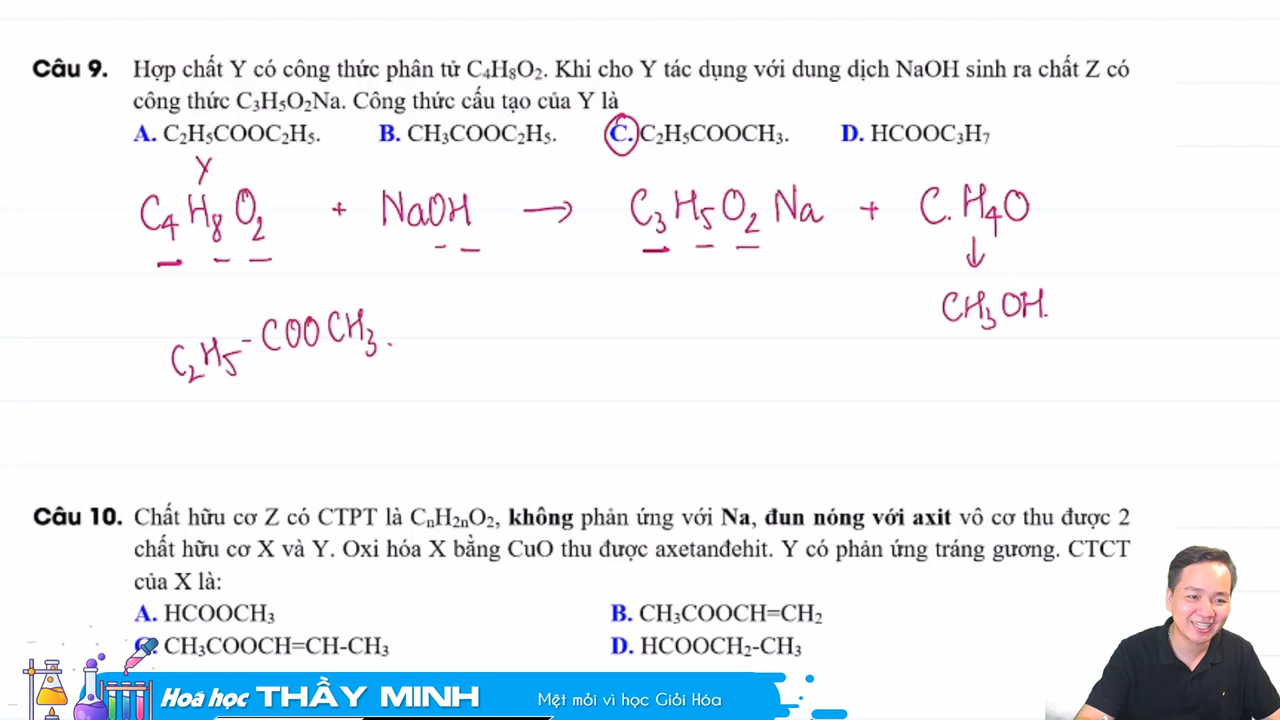 Câu 9. Hợp chất Y có công thức phân tử C₄H₈O₂. Khi cho Y tác dụng với dung dịch NaOH sinh ra chất Z có
công thức C₃H₅O₂Na. Công thức cấu tạo của Y là
A. C₂H₅COOC₂H₅. B. CH₃COOC₂H₅. C. C₂H₅COOCH₃. D. HCOOC₃H₇
Y
C₄H₈O₂ + NaOH → C₃H₅O₂Na + C.H₄O
↓
CH₃OH.
C₂H₅-COOCH₃.
Câu 10. Chất hữu cơ Z có CTPT là CₙH₂ₙO₂, không phản ứng với Na, đun nóng với axit vô cơ thu được 2
chất hữu cơ X và Y. Oxi hóa X bằng CuO thu được axetanđehit. Y có phản ứng tráng gương. CTCT
của X là:
A. HCOOCH₃ B. CH₃COOCH=CH₂
C. CH₃COOCH=CH-CH₃ D. HCOOCH₂-CH₃
Hoá học THẦY MINH Mệt mỏi vì học Giỏi Hóa